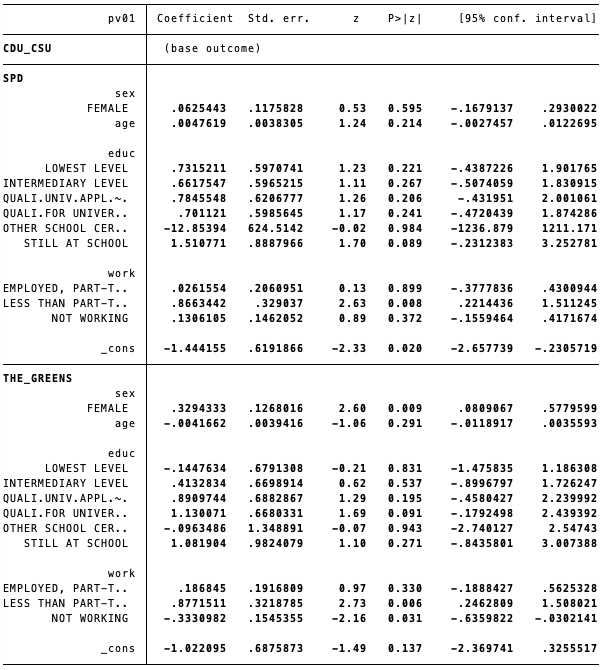 pv01 Coefficient Std. err. z P>|z| [95% conf. interval]
CDU_CSU (base outcome)
SPD
sex
FEMALE .0625443 .1175828 0.53 0.595 -.1679137 .2930022
age .0047619 .0038305 1.24 0.214 -.0027457 .0122695
educ
LOWEST LEVEL .7315211 .5970741 1.23 0.221 -.4387226 1.901765
INTERMEDIARY LEVEL .6617547 .5965215 1.11 0.267 -.5074059 1.830915
QUALI.UNIV.APPL.~. .7845548 .6206777 1.26 0.206 -.431951 2.001061
QUALI.FOR UNIVER.. .701121 .5985645 1.17 0.241 -.4720439 1.874286
OTHER SCHOOL CER.. -12.85394 624.5142 -0.02 0.984 -1236.879 1211.171
STILL AT SCHOOL 1.510771 .8887966 1.70 0.089 -.2312383 3.252781
work
EMPLOYED, PART-T.. .0261554 .2060951 0.13 0.899 -.3777836 .4300944
LESS THAN PART-T.. .8663442 .329037 2.63 0.008 .2214436 1.511245
NOT WORKING .1306105 .1462052 0.89 0.372 -.1559464 .4171674
_cons -1.444155 .6191866 -2.33 0.020 -2.657739 -.2305719
THE_GREENS
sex
FEMALE .3294333 .1268016 2.60 0.009 .0809067 .5779599
age -.0041662 .0039416 -1.06 0.291 -.0118917 .0035593
educ
LOWEST LEVEL -.1447634 .6791308 -0.21 0.831 -1.475835 1.186308
INTERMEDIARY LEVEL .4132834 .6698914 0.62 0.537 -.8996797 1.726247
QUALI.UNIV.APPL.~. .8909744 .6882867 1.29 0.195 -.4580427 2.239992
QUALI.FOR UNIVER.. 1.130071 .6680331 1.69 0.091 -.1792498 2.439392
OTHER SCHOOL CER.. -.0963486 1.348891 -0.07 0.943 -2.740127 2.54743
STILL AT SCHOOL 1.081904 .9824079 1.10 0.271 -.8435801 3.007388
work
EMPLOYED, PART-T.. .186845 .1916809 0.97 0.330 -.1888427 .5625328
LESS THAN PART-T.. .8771511 .3218785 2.73 0.006 .2462809 1.508021
NOT WORKING -.3330982 .1545355 -2.16 0.031 -.6359822 -.0302141
_cons -1.022095 .6875873 -1.49 0.137 -2.369741 .3255517